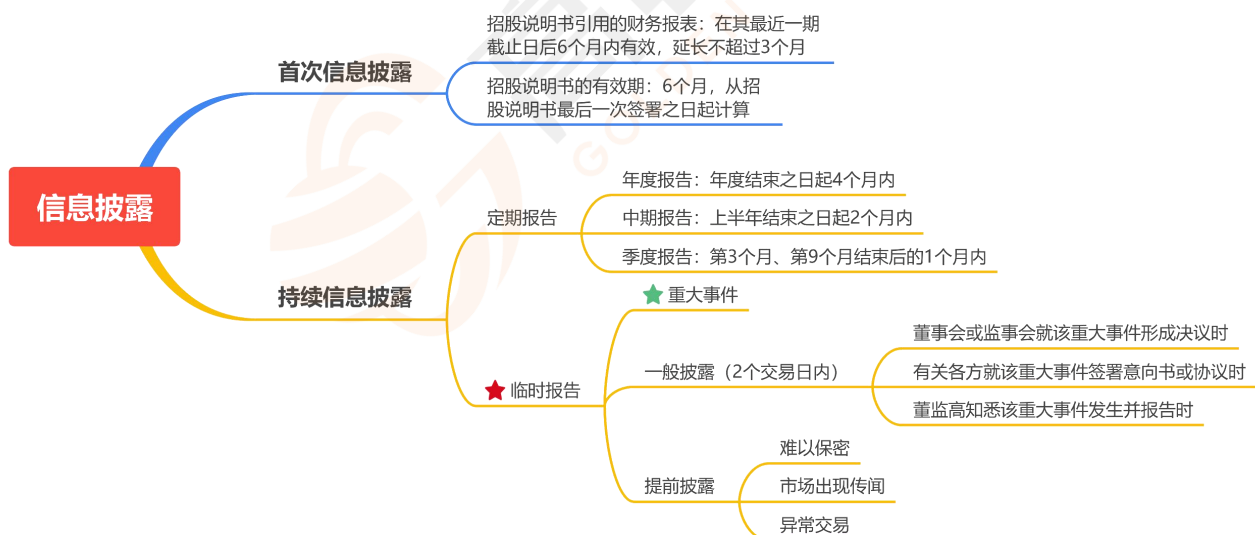 招股说明书引用的财务报表：在其最近一期
截止日后6个月内有效，延长不超过3个月
首次信息披露
招股说明书的有效期：6个月，从招
股说明书最后一次签署之日起计算
信息披露
年度报告：年度结束之日起4个月内
定期报告
中期报告：上半年结束之日起2个月内
季度报告：第3个月、第9个月结束后的1个月内
持续信息披露
重大事件
董事会或监事会就该重大事件形成决议时
一般披露（2个交易日内）
有关各方就该重大事件签署意向书或协议时
临时报告
董监高知悉该重大事件发生并报告时
难以保密
提前披露
市场出现传闻
异常交易